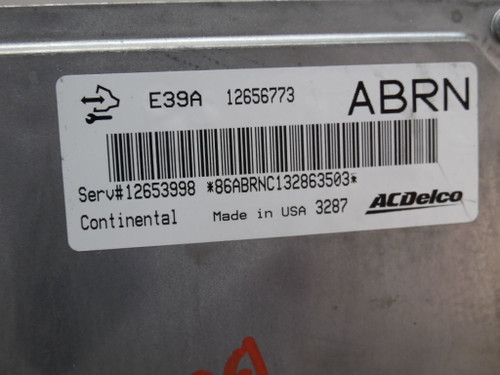 E39A 12656773 ABRN
Serv#12653998 *86ABRNC132863503*
Continental Made in USA 3287 ACDelco